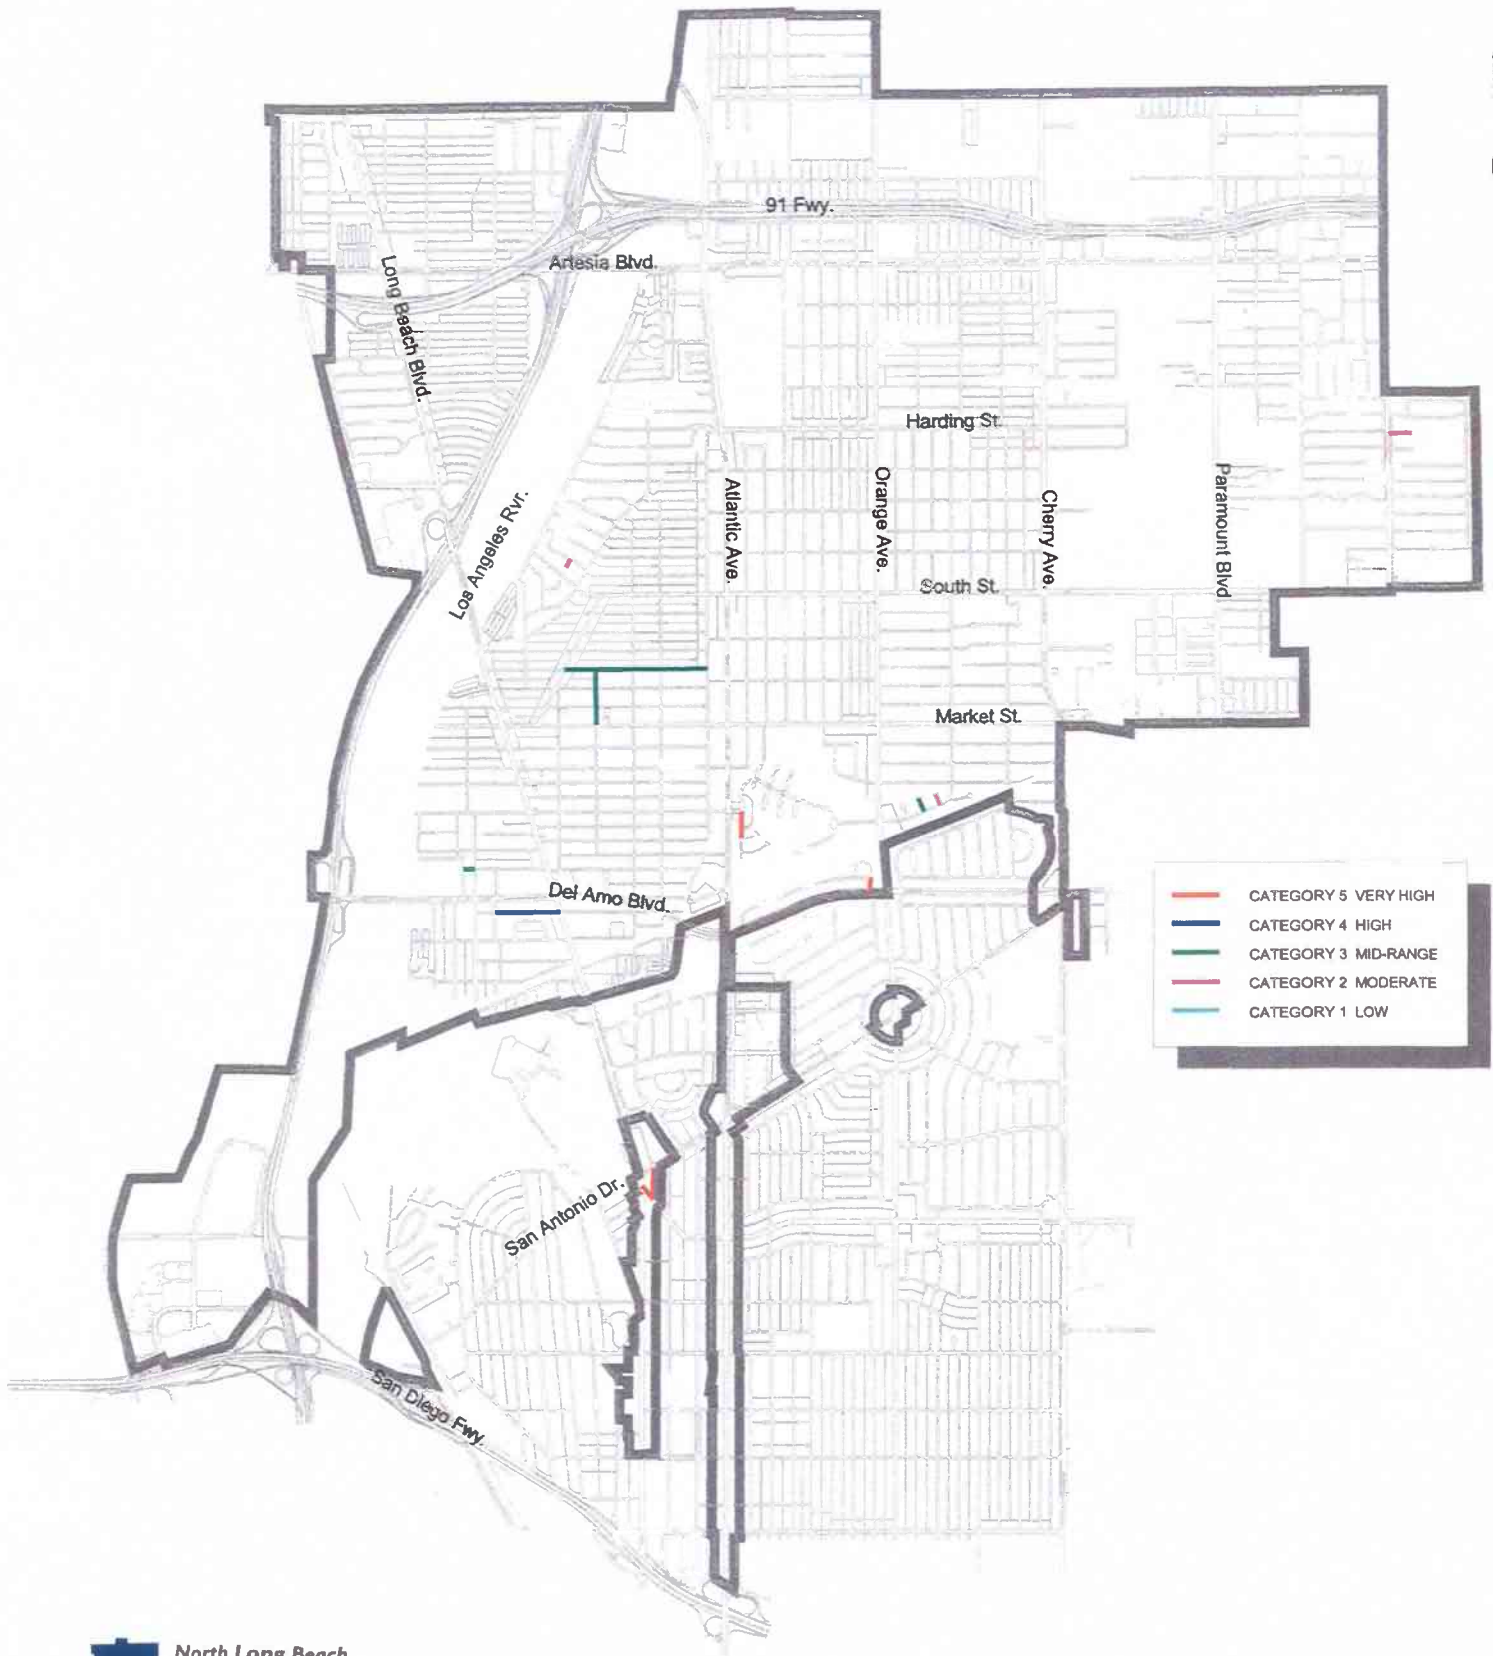 91 Fwy.
Artesia Blvd.
Long Beach Blvd.
Harding St.
Los Angeles Rvr.
Atlantic Ave.
Orange Ave.
Cherry Ave.
Paramount Blvd
South St.
Market St.
Del Amo Blvd.
CATEGORY 5 VERY HIGH
CATEGORY 4 HIGH
CATEGORY 3 MID-RANGE
CATEGORY 2 MODERATE
CATEGORY 1 LOW
San Antonio Dr.
San Diego Fwy.
North Long Beach